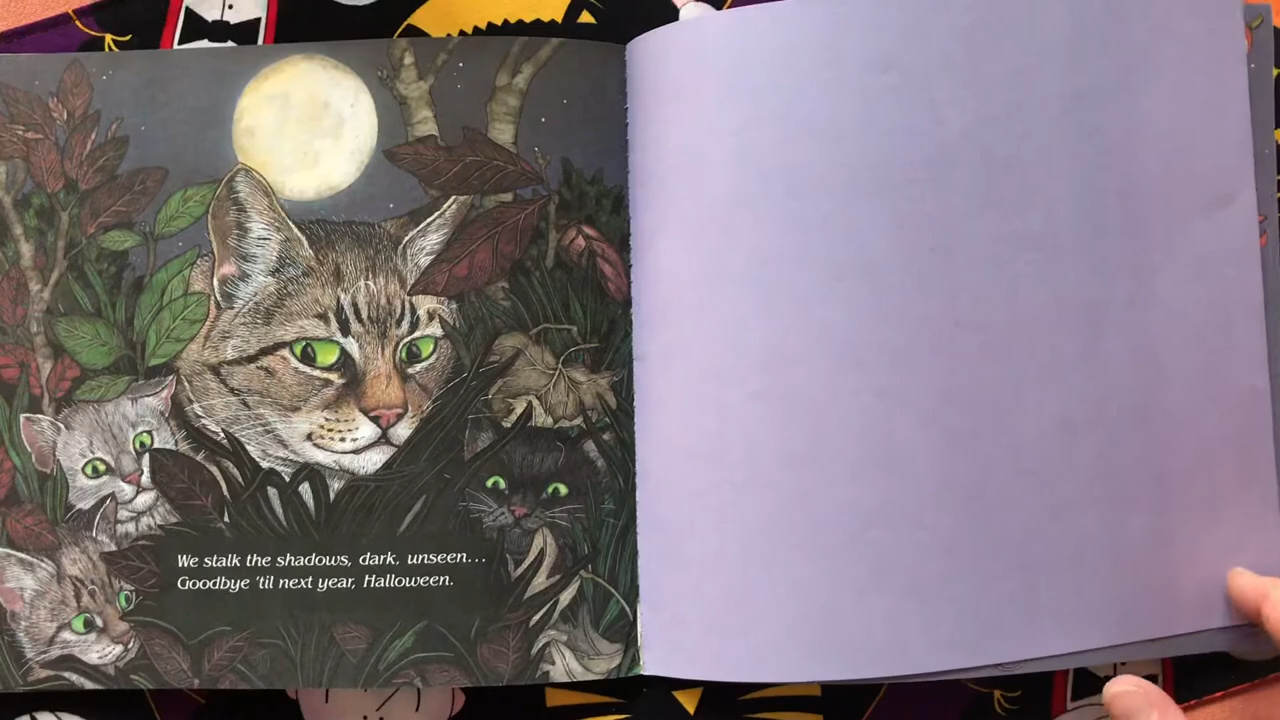 We stalk the shadows, dark, unseen...
Goodbye 'til next year, Halloween.